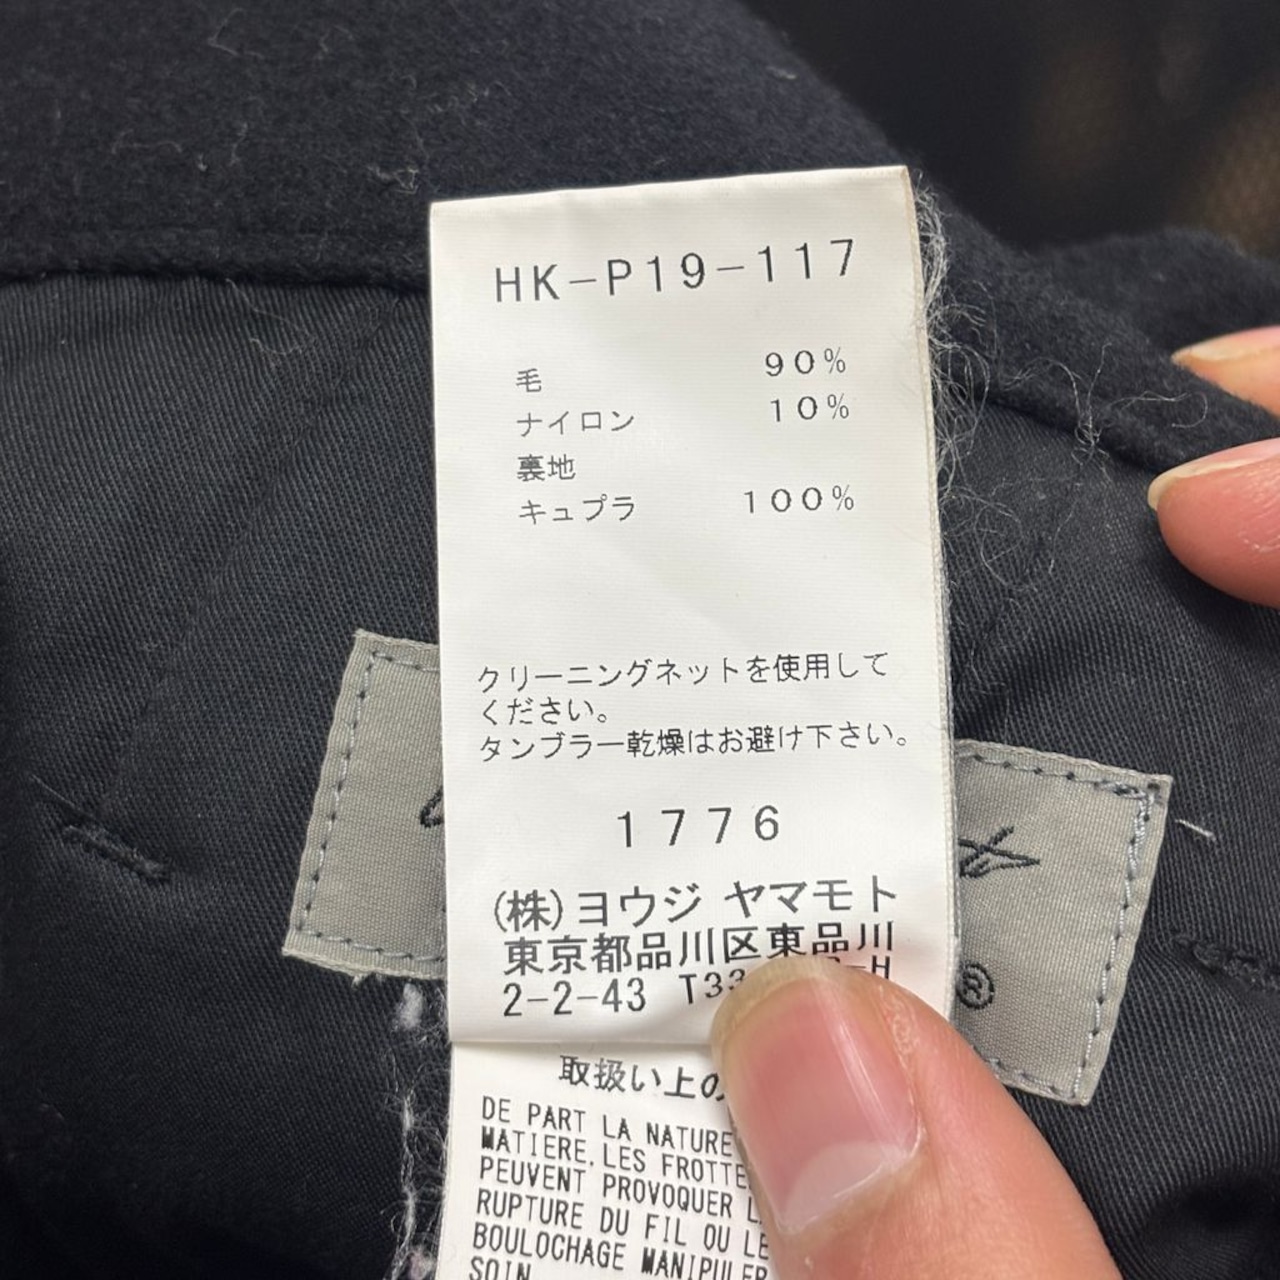 HK-P19-117
毛 90%
ナイロン 10%
裏地
キュプラ 100%
クリーニングネットを使用して
ください。
タンブラー乾燥はお避け下さい。
1776
(株)ヨウジ ヤマモト
東京都品川区東品川
2-2-43 T33 -H
取扱い上の
DE PART LA NATURE
MATIERE.LES FROTTE
PEUVENT PROVOQUER
RUPTURE DU FIL OU LE
BOULOCHAGE MANIPULER
SOIN
®